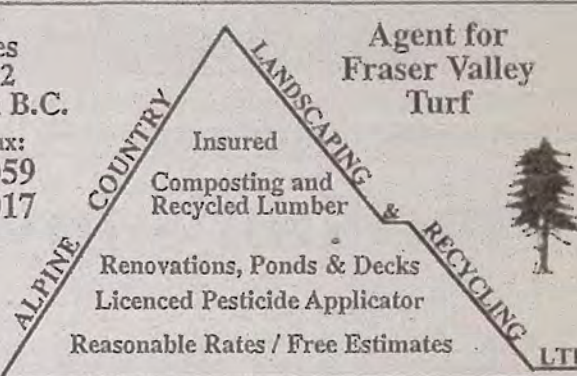 B.C.
ALPINE COUNTRY LANDSCAPING & RECYCLING
Insured
Composting and
Recycled Lumber
Renovations, Ponds & Decks
Licenced Pesticide Applicator
Reasonable Rates / Free Estimates
Agent for
Fraser Valley
Turf